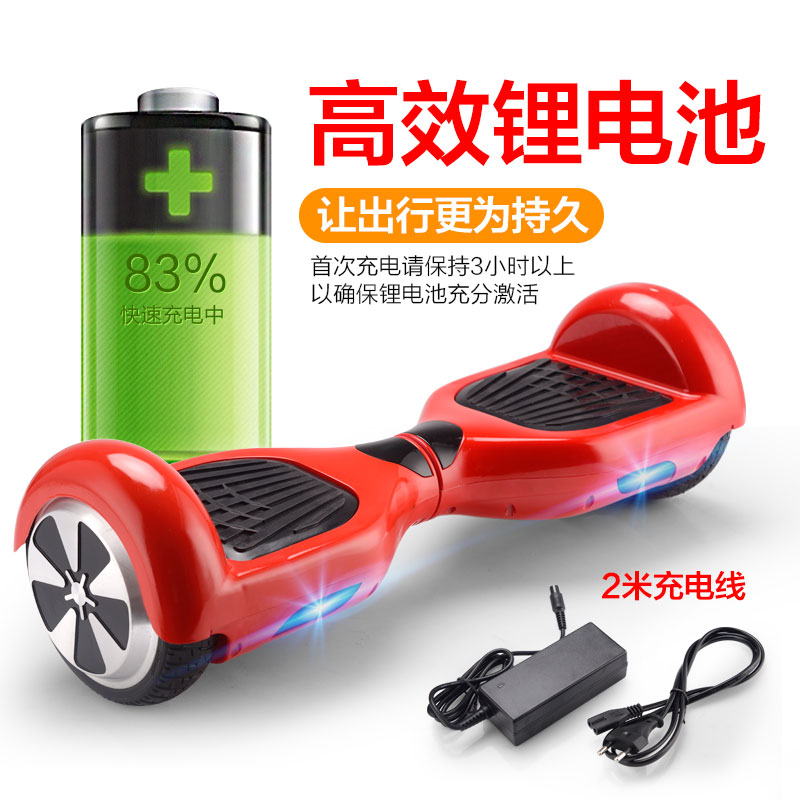 高效锂电池
让出行更为持久
首次充电请保持3小时以上
以确保锂电池充分激活
83%
快速充电中
2米充电线